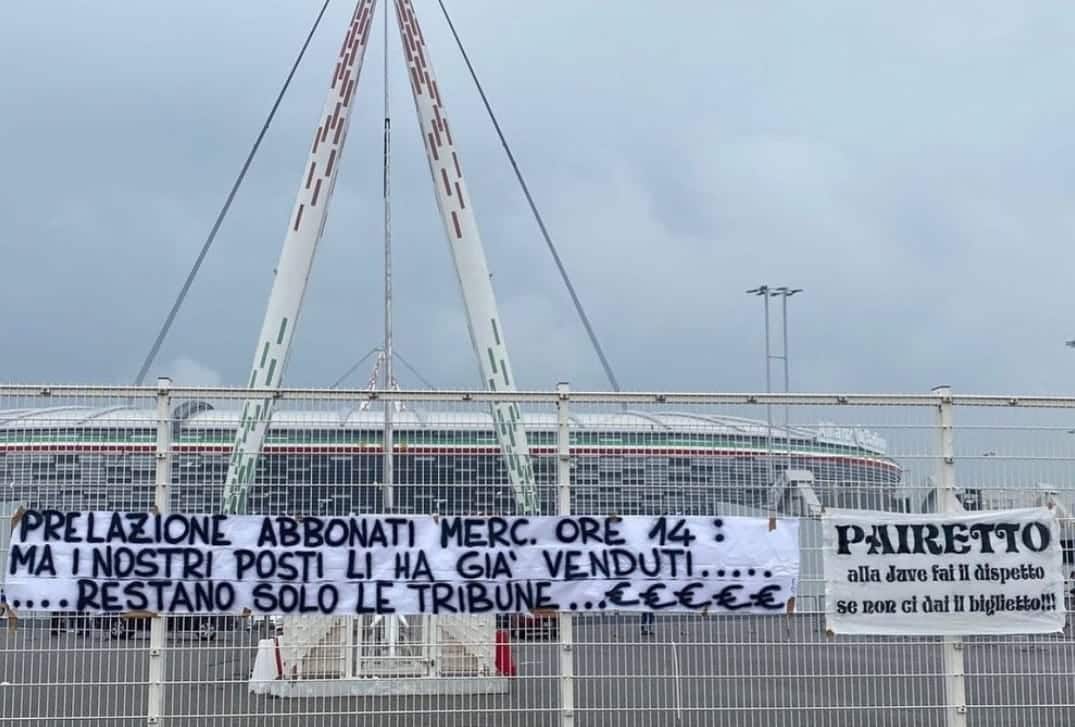 PRELAZIONE ABBONATI MERC. ORE 14:
MA I NOSTRI POSTI LI HA GIA' VENDUTI.....
....RESTANO SOLO LE TRIBUNE...€€€€€
PAIRETTO
alla Juve fai il dispetto
se non ci dai il biglietto!!!